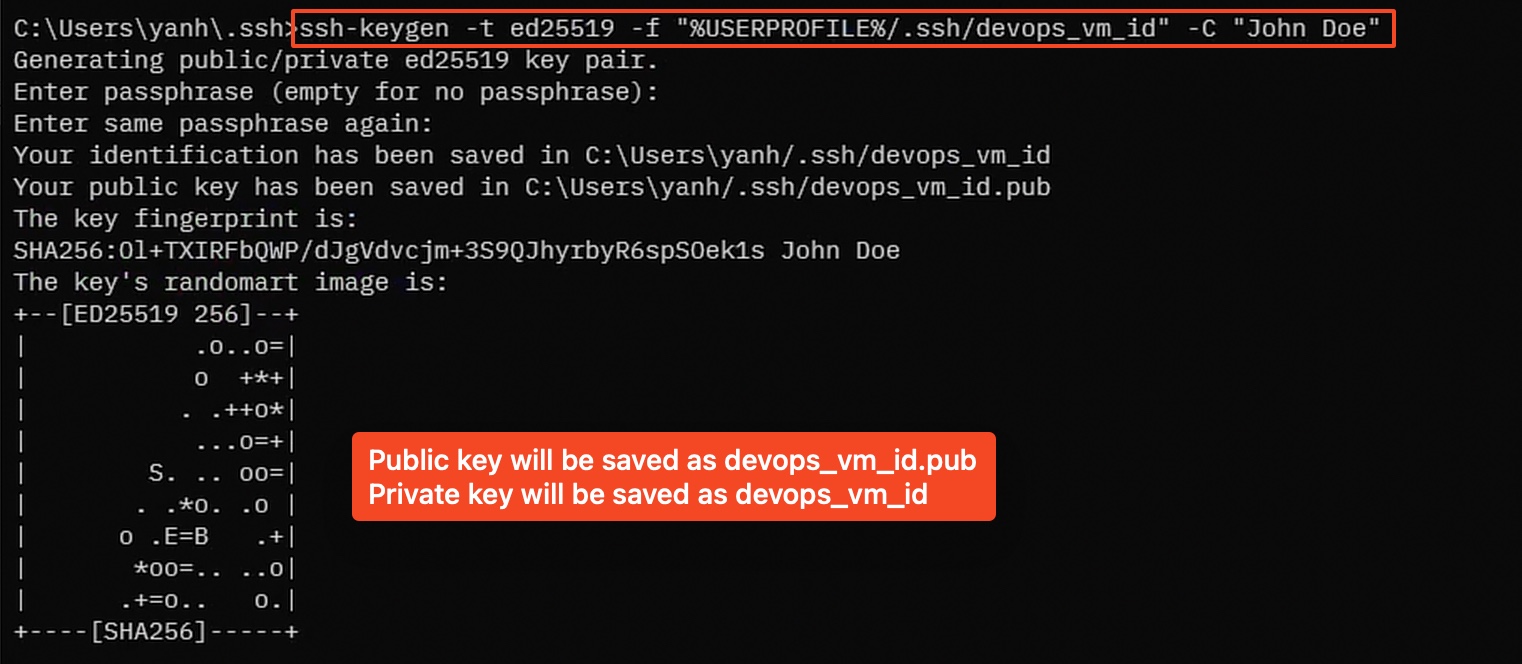 C:\Users\yanh\.ssh>ssh-keygen -t ed25519 -f "%USERPROFILE%/.ssh/devops_vm_id" -C "John Doe"
Generating public/private ed25519 key pair.
Enter passphrase (empty for no passphrase):
Enter same passphrase again:
Your identification has been saved in C:\Users\yanh/.ssh/devops_vm_id
Your public key has been saved in C:\Users\yanh/.ssh/devops_vm_id.pub
The key fingerprint is:
SHA256:Ol+TXIRFbQWP/dJgVdvcjm+3S9QJhyrbyR6spSOek1s John Doe
The key's randomart image is:
+--[ED25519 256]--+
|           .o..o=|
|           o  +*+|
|          . .++o*|
|           ...o=+|
|        S. .. oo=|
|       . .*o. .o |
|      o .E=B   .+|
|       *oo=.. ..o|
|      .+=o..   o.|
+----[SHA256]-----+
Public key will be saved as devops_vm_id.pub
Private key will be saved as devops_vm_id